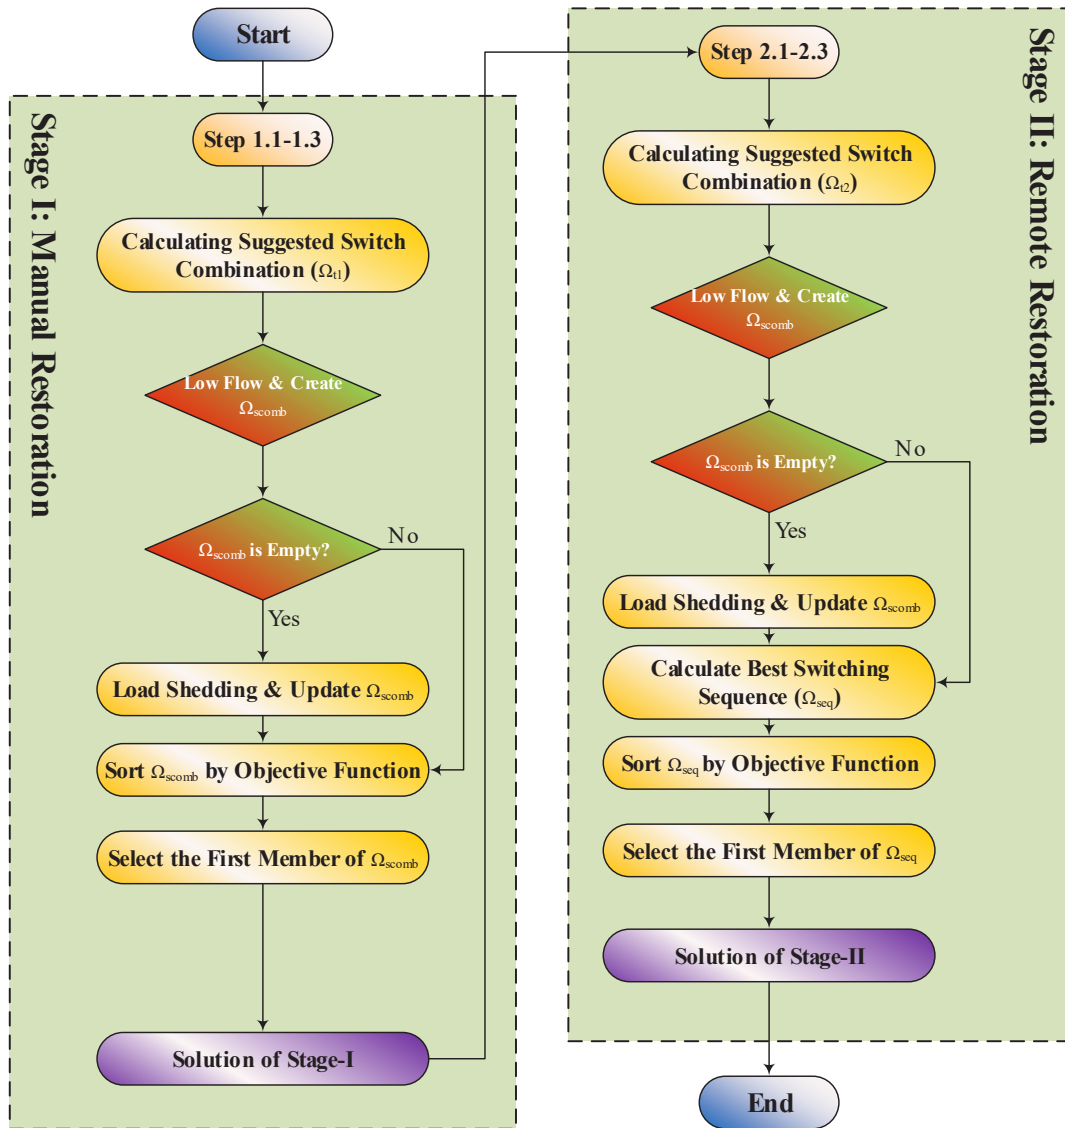 Start
Stage I: Manual Restoration
Step 1.1-1.3
Calculating Suggested Switch
Combination (Ωt1)
Low Flow & Create
Ωscomb
Ωscomb is Empty?
No
Yes
Load Shedding & Update Ωscomb
Sort Ωscomb by Objective Function
Select the First Member of Ωscomb
Solution of Stage-I
Stage II: Remote Restoration
Step 2.1-2.3
Calculating Suggested Switch
Combination (Ωt2)
Low Flow & Create
Ωscomb
Ωscomb is Empty?
No
Yes
Load Shedding & Update Ωscomb
Calculate Best Switching
Sequence (Ωseq)
Sort Ωseq by Objective Function
Select the First Member of Ωseq
Solution of Stage-II
End